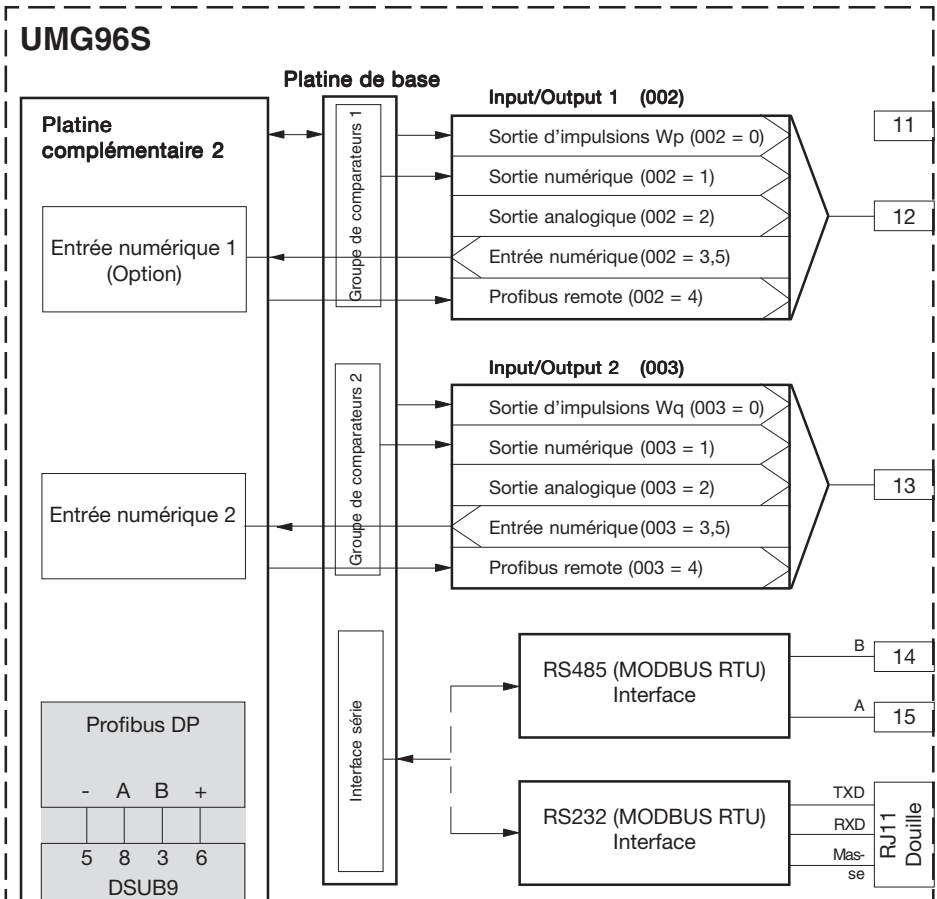 UMG96S
Platine de base
Platine
complémentaire 2
Entrée numérique 1
(Option)
Entrée numérique 2
Profibus DP
- A B +
5 8 3 6
DSUB9
Groupe de comparateurs 1
Groupe de comparateurs 2
Interface série
Input/Output 1 (002)
Sortie d'impulsions Wp (002 = 0)
Sortie numérique (002 = 1)
Sortie analogique (002 = 2)
Entrée numérique (002 = 3,5)
Profibus remote (002 = 4)
11
12
Input/Output 2 (003)
Sortie d'impulsions Wq (003 = 0)
Sortie numérique (003 = 1)
Sortie analogique (003 = 2)
Entrée numérique (003 = 3,5)
Profibus remote (003 = 4)
13
RS485 (MODBUS RTU)
Interface
B 14
A 15
RS232 (MODBUS RTU)
Interface
TXD
RXD
Mas-
se
RJ11
Douille